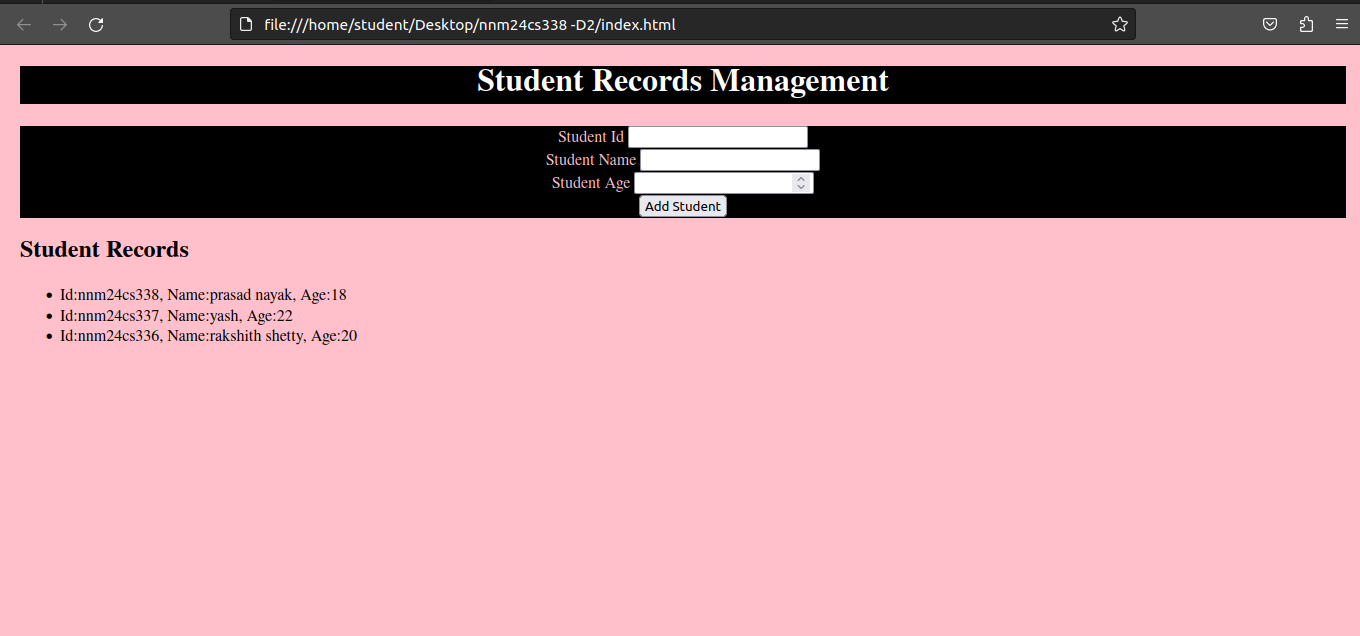 file:///home/student/Desktop/nnm24cs338 -D2/index.html
Student Records Management
Student Id
Student Name
Student Age
Add Student
Student Records
Id:nnm24cs338, Name:prasad nayak, Age:18
Id:nnm24cs337, Name:yash, Age:22
Id:nnm24cs336, Name:rakshith shetty, Age:20